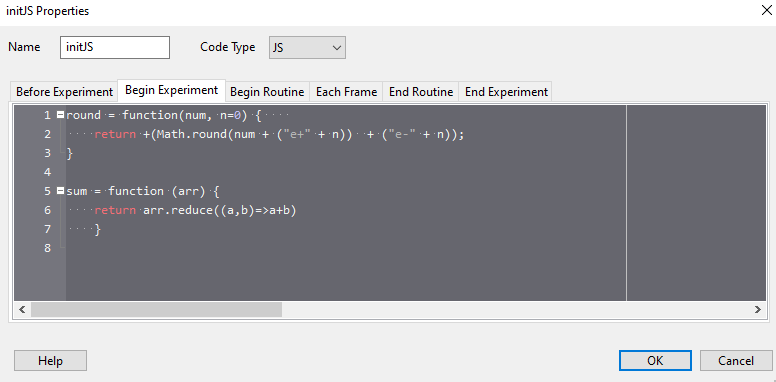 initJS Properties
Name initJS Code Type JS
Before Experiment Begin Experiment Begin Routine Each Frame End Routine End Experiment
1 round = function(num, n=0) {
2     return +(Math.round(num + ("e+" + n))  + ("e-" + n));
3 }
4
5 sum = function (arr) {
6     return arr.reduce((a,b)=>a+b)
7     }
8
Help OK Cancel